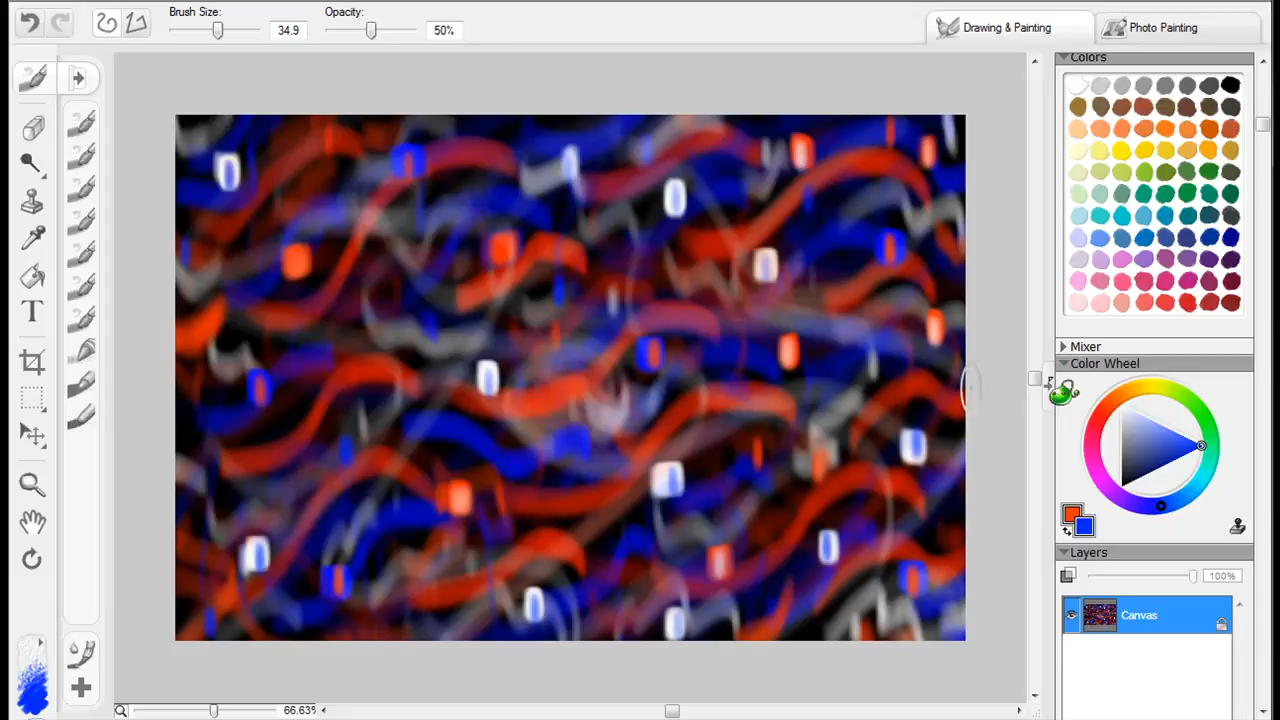 Brush Size:
34.9
Opacity:
50%
Drawing & Painting
Photo Painting
Colors
T
Mixer
Color Wheel
Layers
100%
Canvas
66.63%